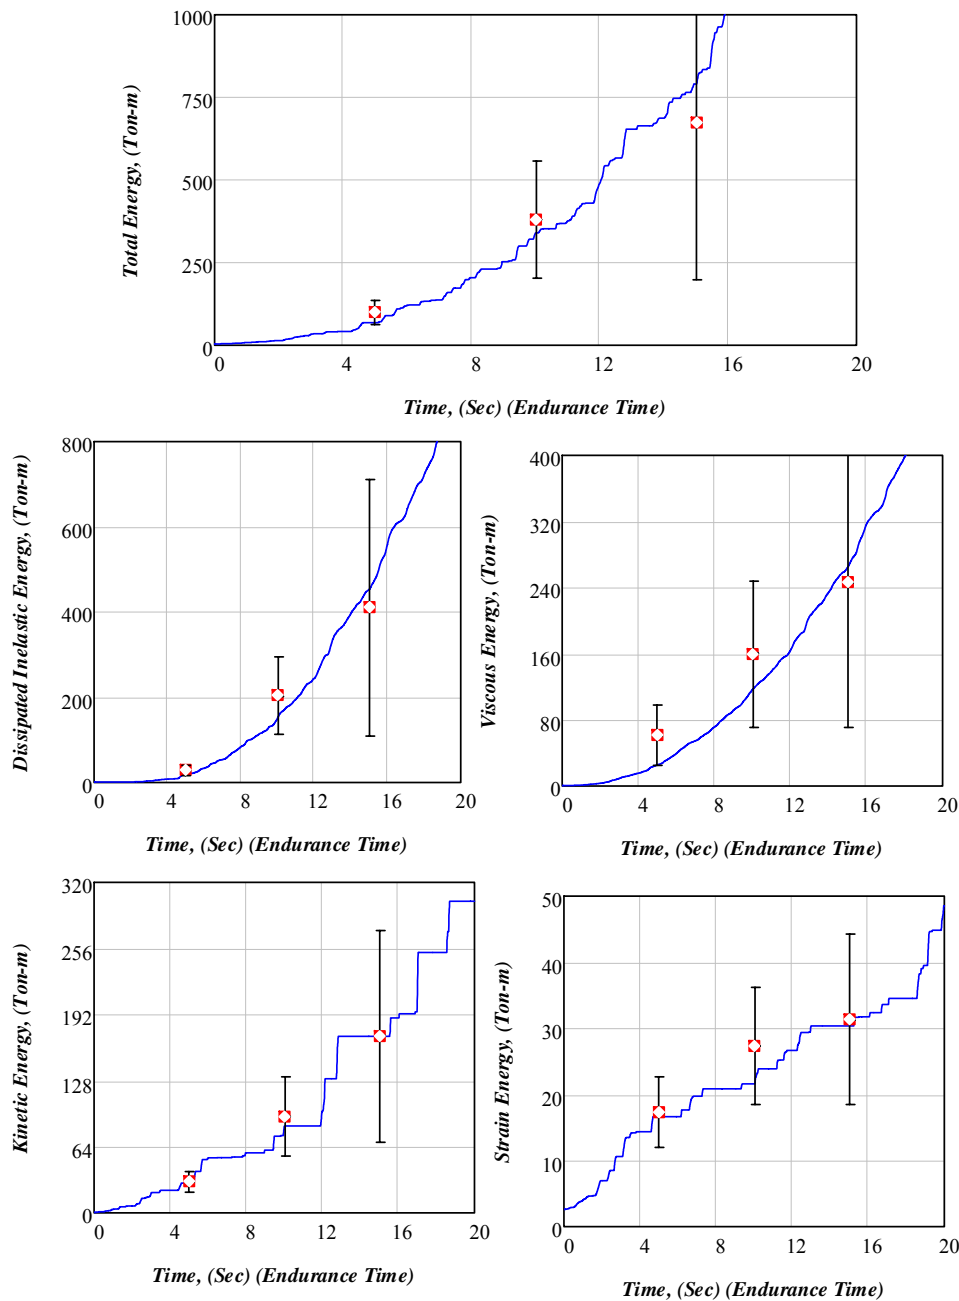 Total Energy, (Ton-m)
1000
750
500
250
0
0 4 8 12 16 20
Time, (Sec) (Endurance Time)
Dissipated Inelastic Energy, (Ton-m)
800
600
400
200
0
0 4 8 12 16 20
Time, (Sec) (Endurance Time)
Viscous Energy, (Ton-m)
400
320
240
160
80
0
0 4 8 12 16 20
Time, (Sec) (Endurance Time)
Kinetic Energy, (Ton-m)
320
256
192
128
64
0
0 4 8 12 16 20
Time, (Sec) (Endurance Time)
Strain Energy, (Ton-m)
50
40
30
20
10
0
0 4 8 12 16 20
Time, (Sec) (Endurance Time)